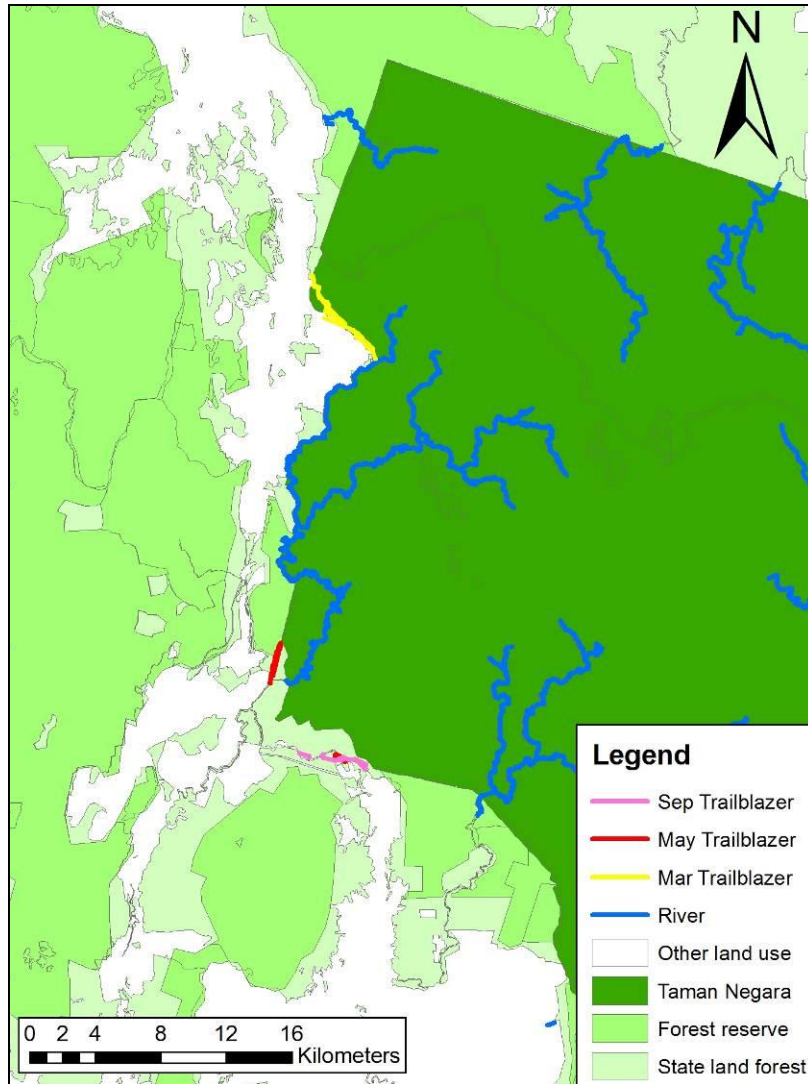 N
Legend
Sep Trailblazer
May Trailblazer
Mar Trailblazer
River
Other land use
Taman Negara
Forest reserve
State land forest
0 2 4 8 12 16
Kilometers